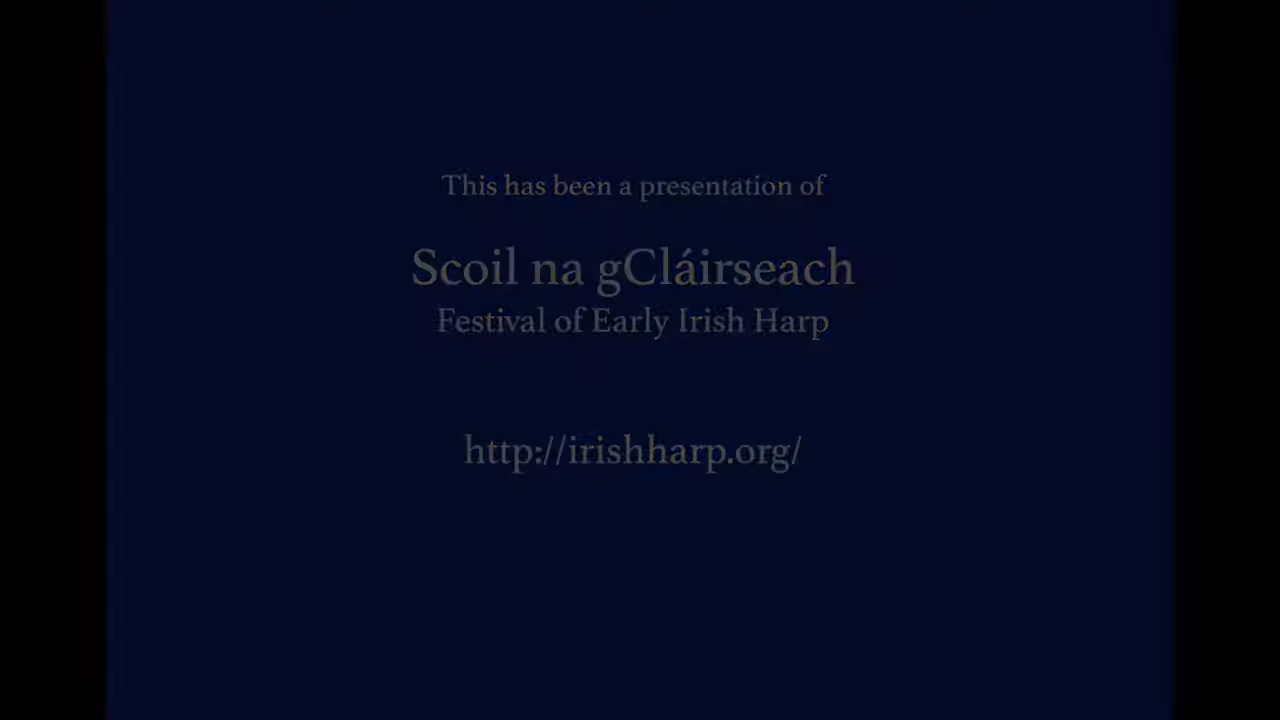 This has been a presentation of
Scoil na gCláirseach
Festival of Early Irish Harp
http://irishharp.org/